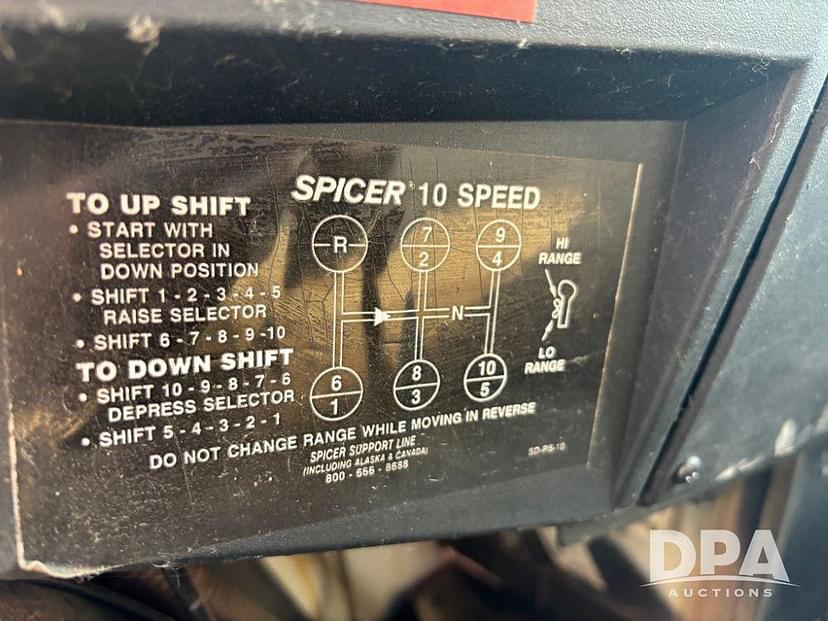 SPICER® 10 SPEED
TO UP SHIFT
• START WITH
SELECTOR IN
DOWN POSITION
• SHIFT 1 - 2 - 3 - 4 - 5
RAISE SELECTOR
• SHIFT 6 - 7 - 8 - 9 - 10
TO DOWN SHIFT
• SHIFT 10 - 9 - 8 - 7 - 6
DEPRESS SELECTOR
• SHIFT 5 - 4 - 3 - 2 - 1
R
7
2
9
4
N
6
1
8
3
10
5
HI
RANGE
LO
RANGE
DO NOT CHANGE RANGE WHILE MOVING IN REVERSE
SPICER SUPPORT LINE
(INCLUDING ALASKA & CANADA)
800 - 666 - 8688
SD-PS-10
DPA
AUCTIONS